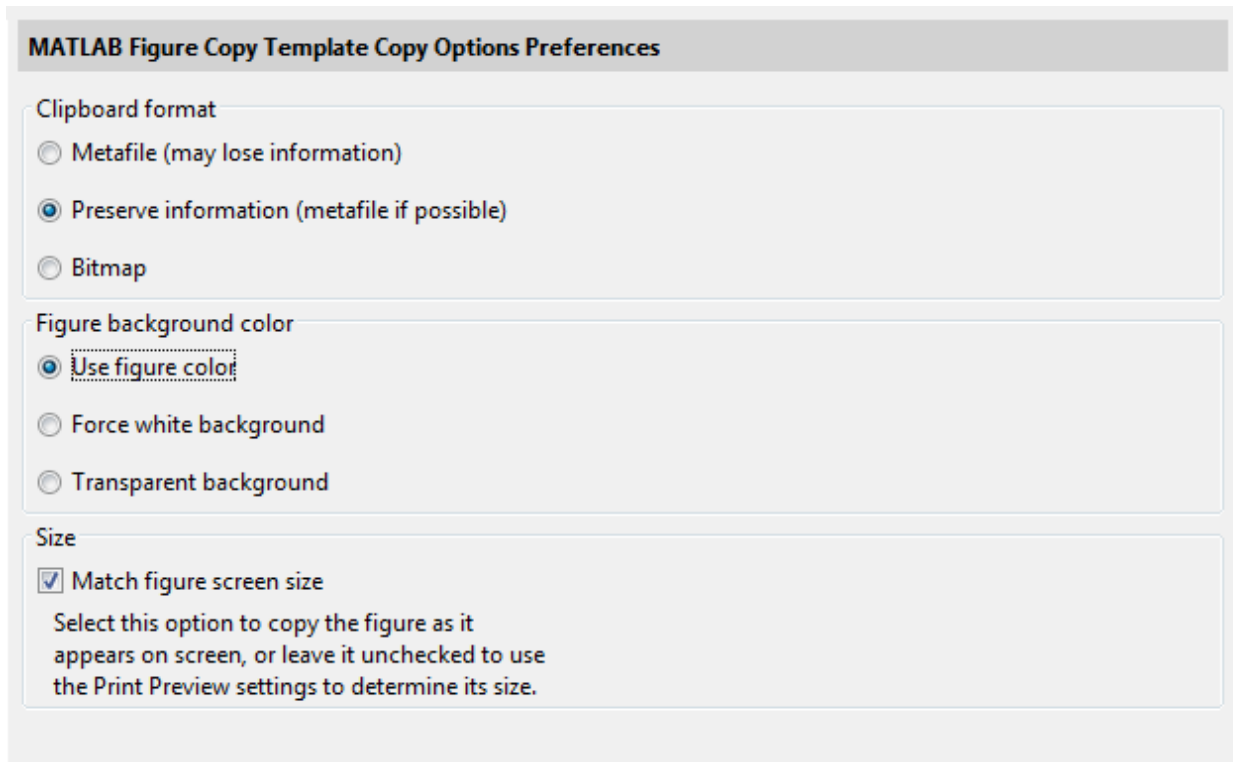 MATLAB Figure Copy Template Copy Options Preferences
Clipboard format
Metafile (may lose information)
Preserve information (metafile if possible)
Bitmap
Figure background color
Use figure color
Force white background
Transparent background
Size
Match figure screen size
Select this option to copy the figure as it
appears on screen, or leave it unchecked to use
the Print Preview settings to determine its size.